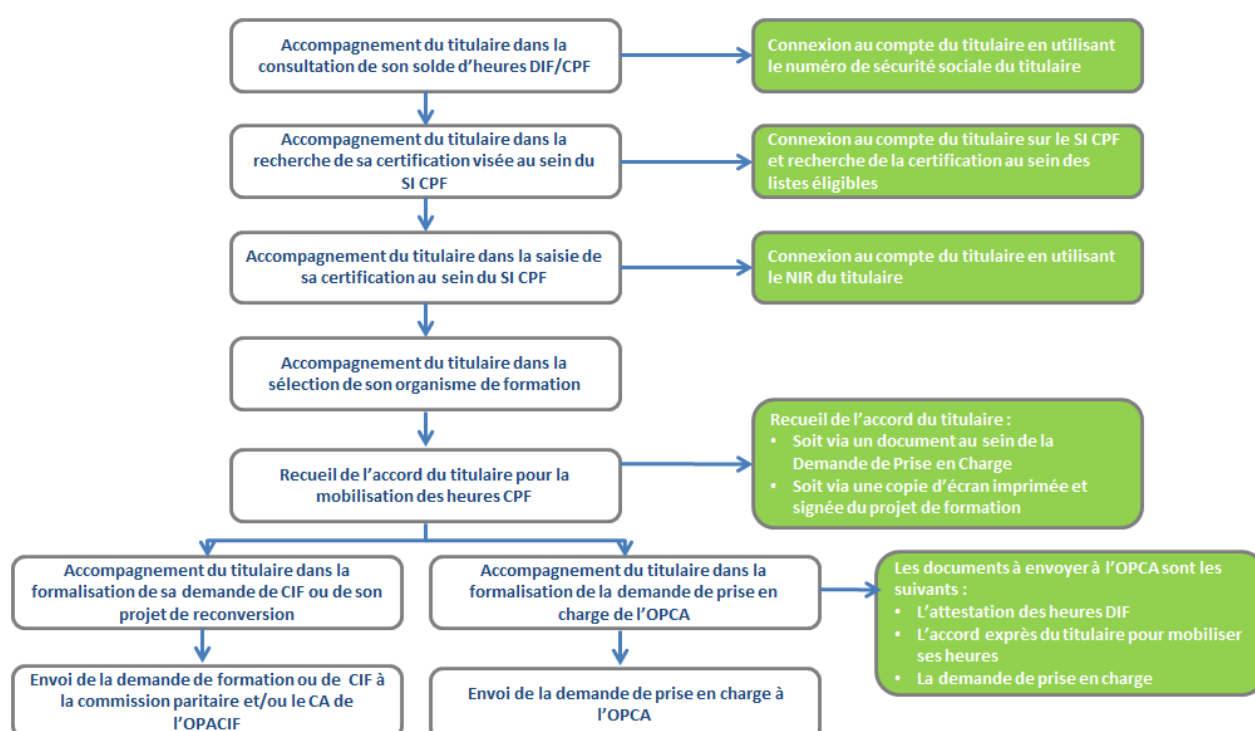 Accompagnement du titulaire dans la
consultation de son solde d'heures DIF/CPF
Connexion au compte du titulaire en utilisant
le numéro de sécurité sociale du titulaire
Accompagnement du titulaire dans la
recherche de sa certification visée au sein du
SI CPF
Connexion au compte du titulaire sur le SI CPF
et recherche de la certification au sein des
listes éligibles
Accompagnement du titulaire dans la saisie de
sa certification au sein du SI CPF
Connexion au compte du titulaire en utilisant
le NIR du titulaire
Accompagnement du titulaire dans la
sélection de son organisme de formation
Recueil de l'accord du titulaire pour la
mobilisation des heures CPF
Recueil de l'accord du titulaire :
• Soit via un document au sein de la
Demande de Prise en Charge
• Soit via une copie d'écran imprimée et
signée du projet de formation
Accompagnement du titulaire dans la
formalisation de sa demande de CIF ou de son
projet de reconversion
Accompagnement du titulaire dans la
formalisation de la demande de prise en
charge de l'OPCA
Les documents à envoyer à l'OPCA sont les
suivants :
• L'attestation des heures DIF
• L'accord exprès du titulaire pour mobiliser
ses heures
• La demande de prise en charge
Envoi de la demande de formation ou de CIF à
la commission paritaire et/ou le CA de
l'OPACIF
Envoi de la demande de prise en charge à
l'OPCA